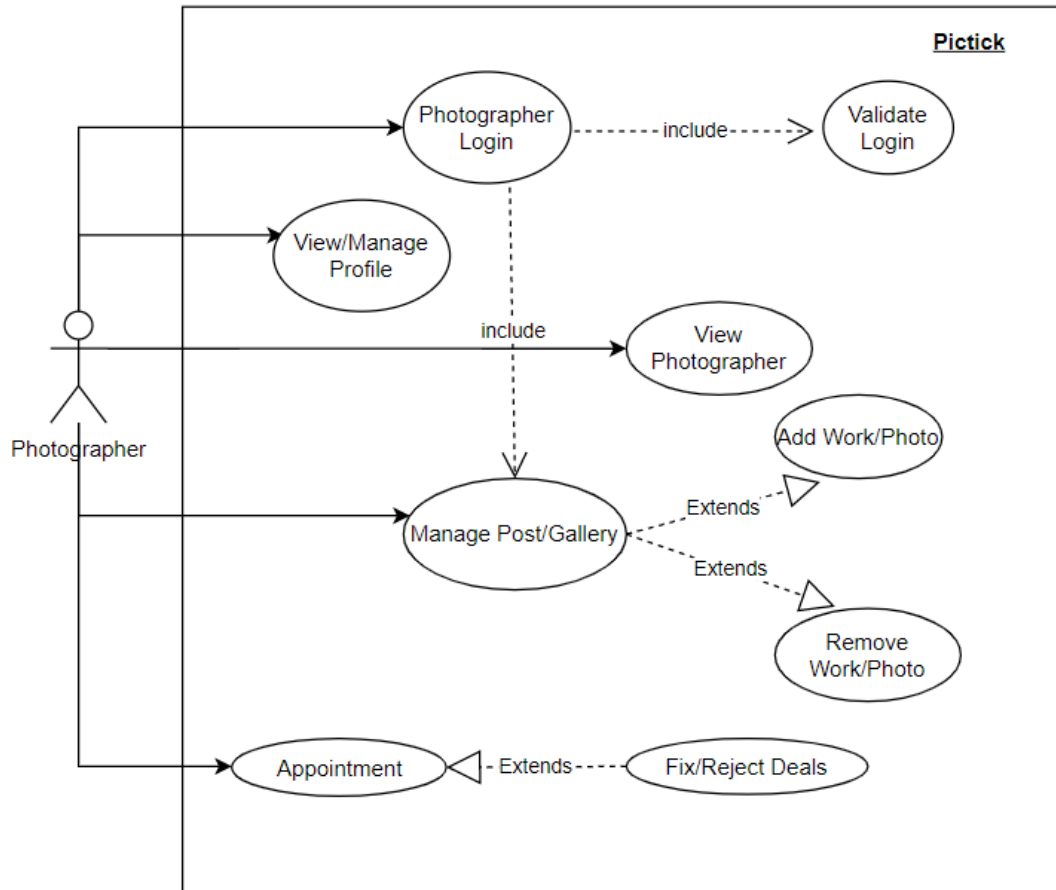 Pictick
Photographer
Login
include
Validate
Login
View/Manage
Profile
include
View
Photographer
Photographer
Add Work/Photo
Extends
Manage Post/Gallery
Extends
Remove
Work/Photo
Appointment
Extends
Fix/Reject Deals